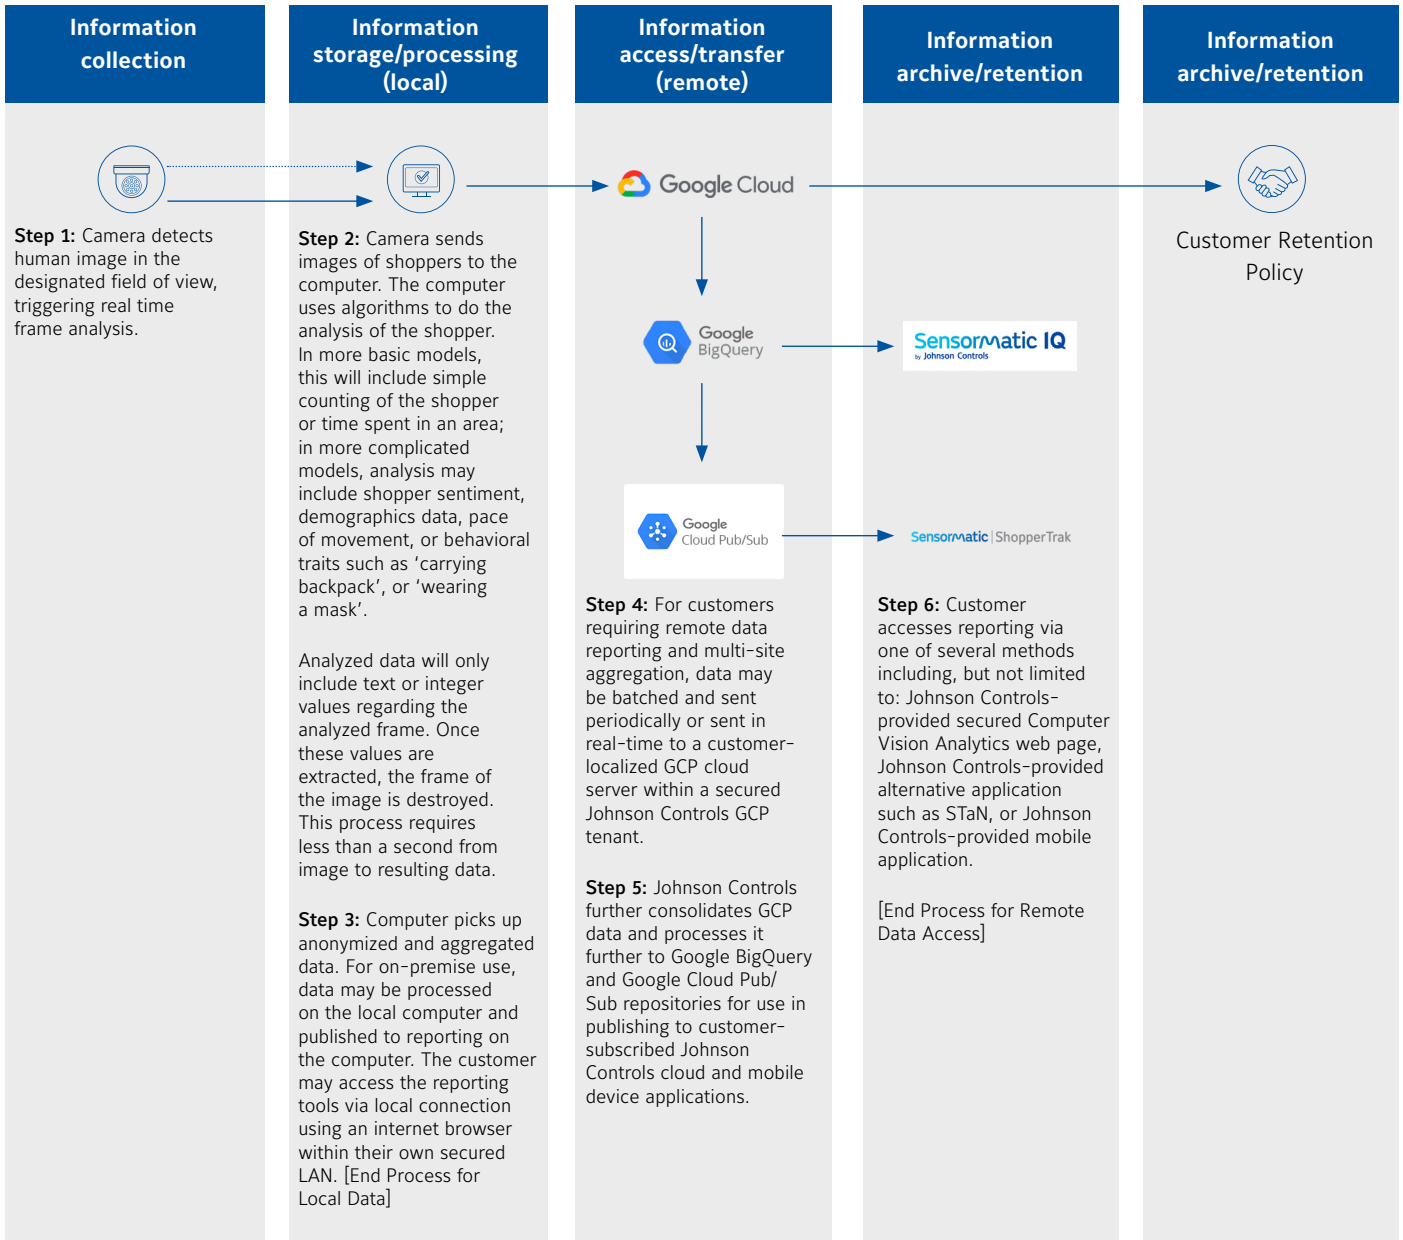 Information
collection
Information
storage/processing
(local)
Information
access/transfer
(remote)
Information
archive/retention
Information
archive/retention
Step 1: Camera detects
human image in the
designated field of view,
triggering real time
frame analysis.
Step 2: Camera sends
images of shoppers to the
computer. The computer
uses algorithms to do the
analysis of the shopper.
In more basic models,
this will include simple
counting of the shopper
or time spent in an area;
in more complicated
models, analysis may
include shopper sentiment,
demographics data, pace
of movement, or behavioral
traits such as ‘carrying
backpack’, or ‘wearing
a mask’.
Analyzed data will only
include text or integer
values regarding the
analyzed frame. Once
these values are
extracted, the frame of
the image is destroyed.
This process requires
less than a second from
image to resulting data.
Step 3: Computer picks up
anonymized and aggregated
data. For on-premise use,
data may be processed
on the local computer and
published to reporting on
the computer. The customer
may access the reporting
tools via local connection
using an internet browser
within their own secured
LAN. [End Process for
Local Data]
Google Cloud
Google
BigQuery
Google
Cloud Pub/Sub
Step 4: For customers
requiring remote data
reporting and multi-site
aggregation, data may
be batched and sent
periodically or sent in
real-time to a customer-
localized GCP cloud
server within a secured
Johnson Controls GCP
tenant.
Step 5: Johnson Controls
further consolidates GCP
data and processes it
further to Google BigQuery
and Google Cloud Pub/
Sub repositories for use in
publishing to customer-
subscribed Johnson
Controls cloud and mobile
device applications.
Sensormatic IQ
by Johnson Controls
Sensormatic | ShopperTrak
Step 6: Customer
accesses reporting via
one of several methods
including, but not limited
to: Johnson Controls-
provided secured Computer
Vision Analytics web page,
Johnson Controls-provided
alternative application
such as STaN, or Johnson
Controls-provided mobile
application.
[End Process for Remote
Data Access]
Customer Retention
Policy